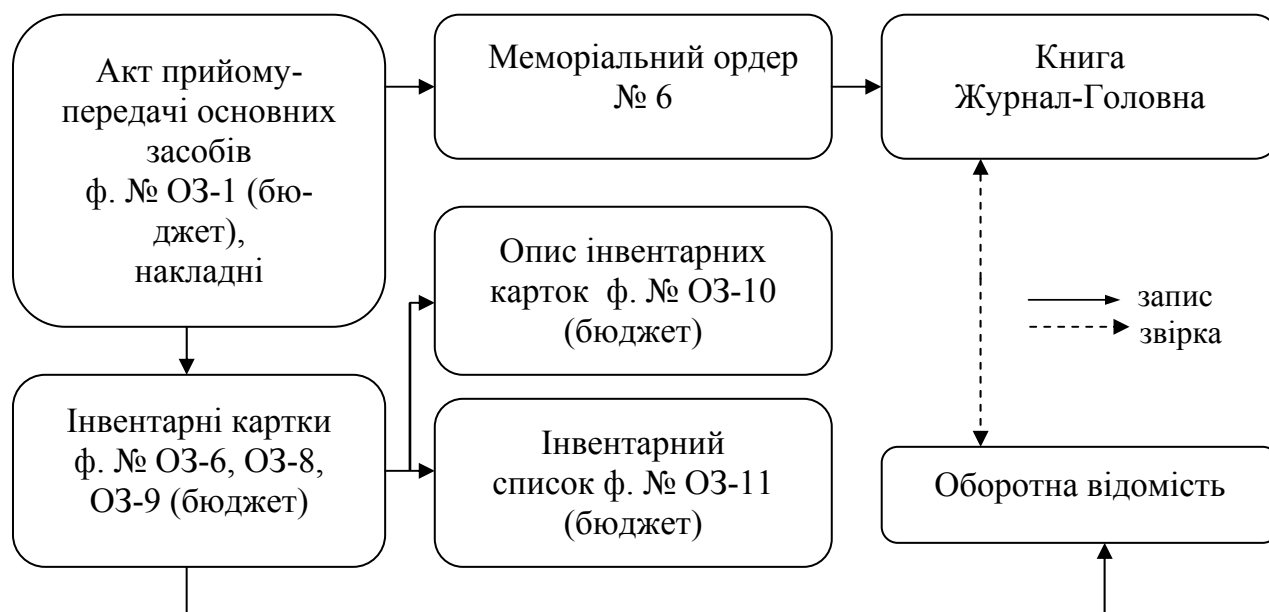 Акт прийому-
передачі основних
засобів
ф. № ОЗ-1 (бю-
джет),
накладні
Меморіальний ордер
№ 6
Книга
Журнал-Головна
Опис інвентарних
карток ф. № ОЗ-10
(бюджет)
запис
звірка
Інвентарні картки
ф. № ОЗ-6, ОЗ-8,
ОЗ-9 (бюджет)
Інвентарний
список ф. № ОЗ-11
(бюджет)
Оборотна відомість